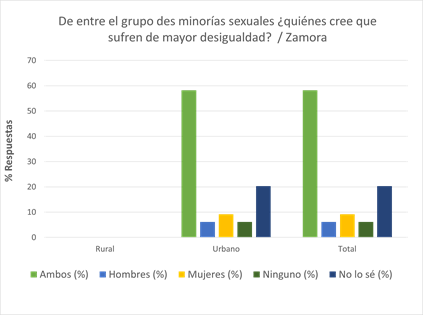 De entre el grupo des minorías sexuales ¿quiénes cree que
sufren de mayor desigualdad? / Zamora
% Respuestas
70
60
50
40
30
20
10
0
Rural Urbano Total
Ambos (%) Hombres (%) Mujeres (%) Ninguno (%) No lo sé (%)